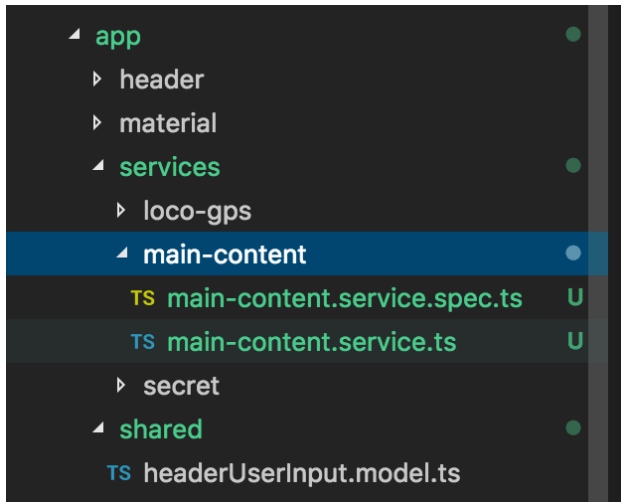 app
header
material
services
loco-gps
main-content
TS main-content.service.spec.ts U
TS main-content.service.ts U
secret
shared
TS headerUserInput.model.ts